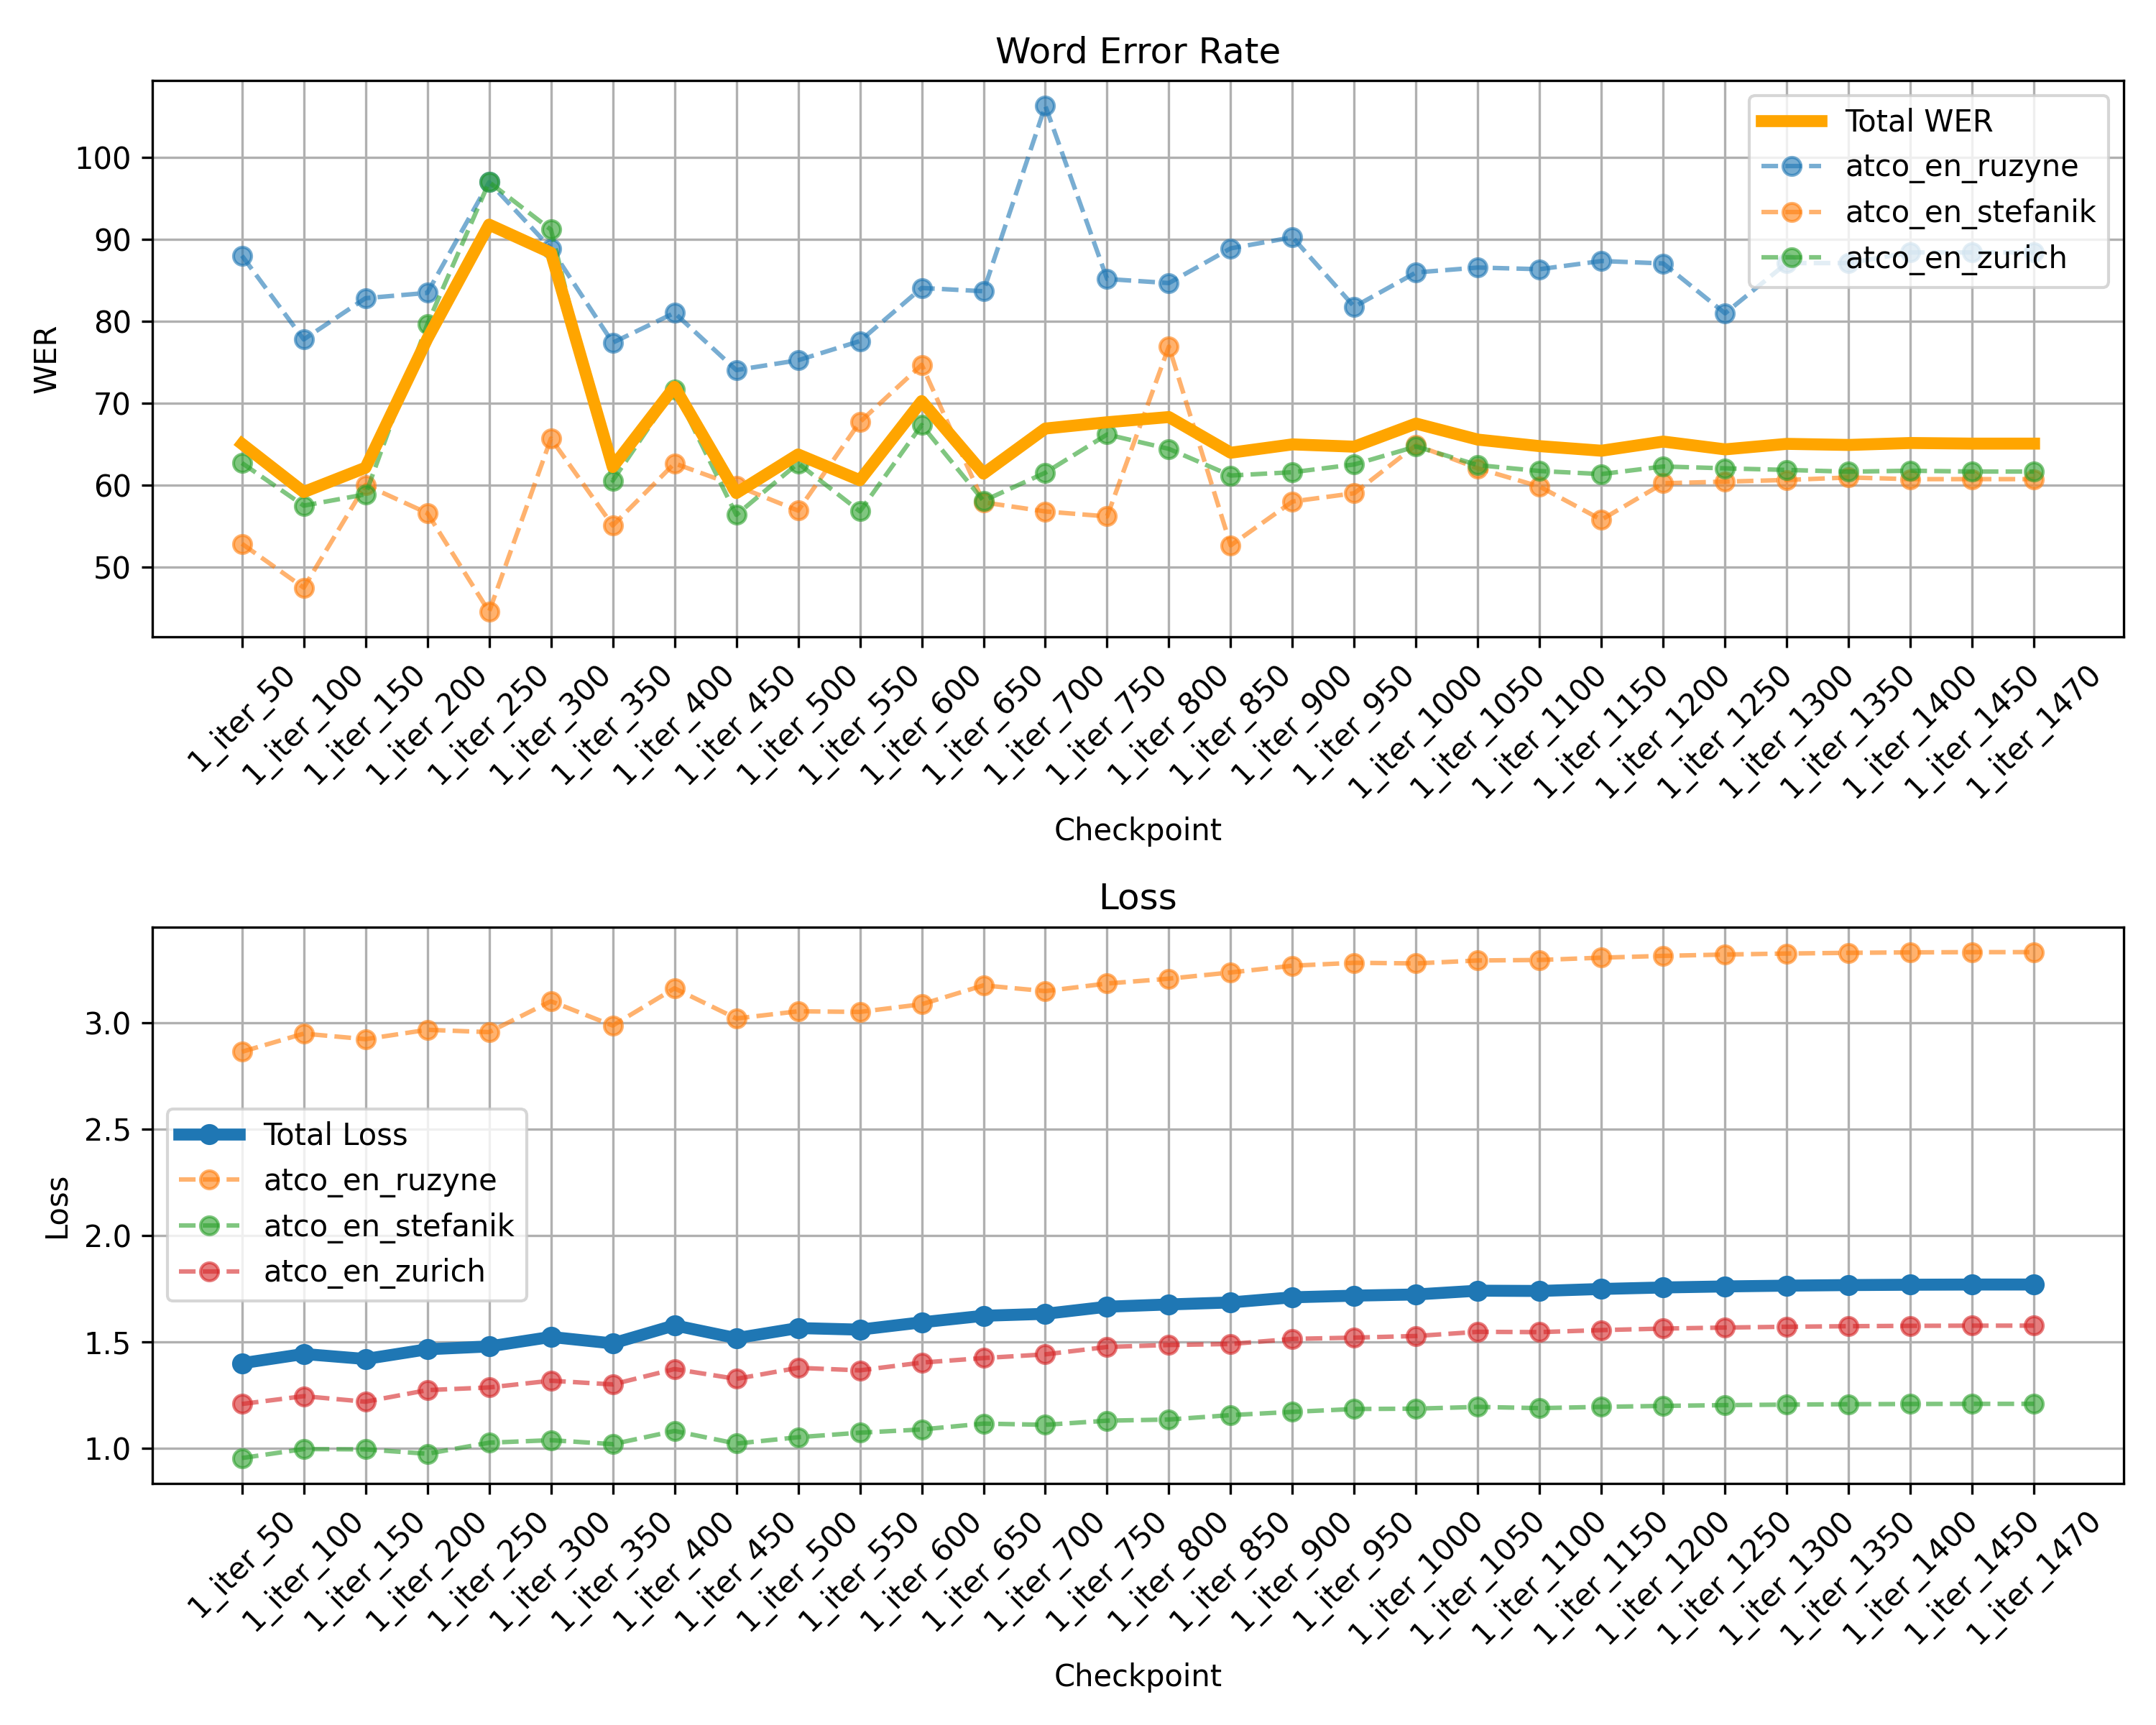 Word Error Rate
WER
100
90
80
70
60
50
Total WER
atco_en_ruzyne
atco_en_stefanik
atco_en_zurich
1_iter_50
1_iter_100
1_iter_150
1_iter_200
1_iter_250
1_iter_300
1_iter_350
1_iter_400
1_iter_450
1_iter_500
1_iter_550
1_iter_600
1_iter_650
1_iter_700
1_iter_750
1_iter_800
1_iter_850
1_iter_900
1_iter_950
1_iter_1000
1_iter_1050
1_iter_1100
1_iter_1150
1_iter_1200
1_iter_1250
1_iter_1300
1_iter_1350
1_iter_1400
1_iter_1450
1_iter_1470
Checkpoint
Loss
Loss
3.0
2.5
2.0
1.5
1.0
Total Loss
atco_en_ruzyne
atco_en_stefanik
atco_en_zurich
1_iter_50
1_iter_100
1_iter_150
1_iter_200
1_iter_250
1_iter_300
1_iter_350
1_iter_400
1_iter_450
1_iter_500
1_iter_550
1_iter_600
1_iter_650
1_iter_700
1_iter_750
1_iter_800
1_iter_850
1_iter_900
1_iter_950
1_iter_1000
1_iter_1050
1_iter_1100
1_iter_1150
1_iter_1200
1_iter_1250
1_iter_1300
1_iter_1350
1_iter_1400
1_iter_1450
1_iter_1470
Checkpoint